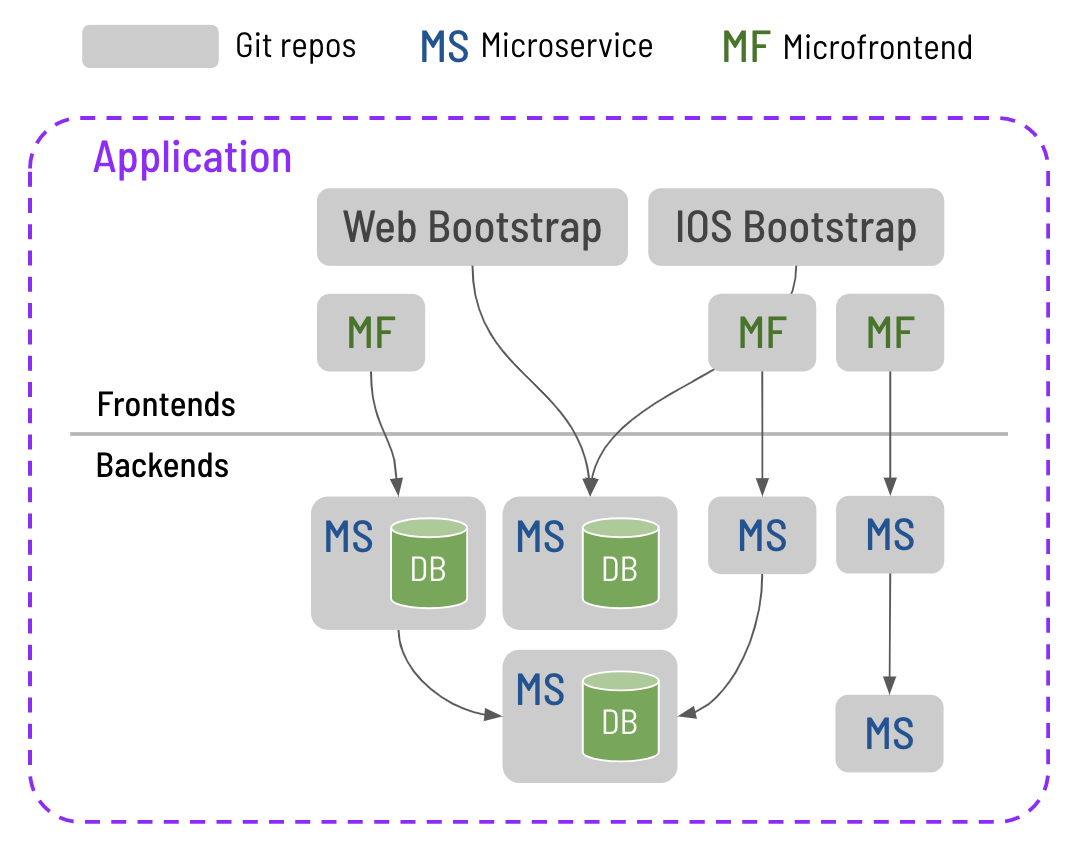 Git repos
MS Microservice
MF Microfrontend
Application
Web Bootstrap
IOS Bootstrap
MF
MF
MF
Frontends
Backends
MS
DB
MS
DB
MS
MS
MS
DB
MS